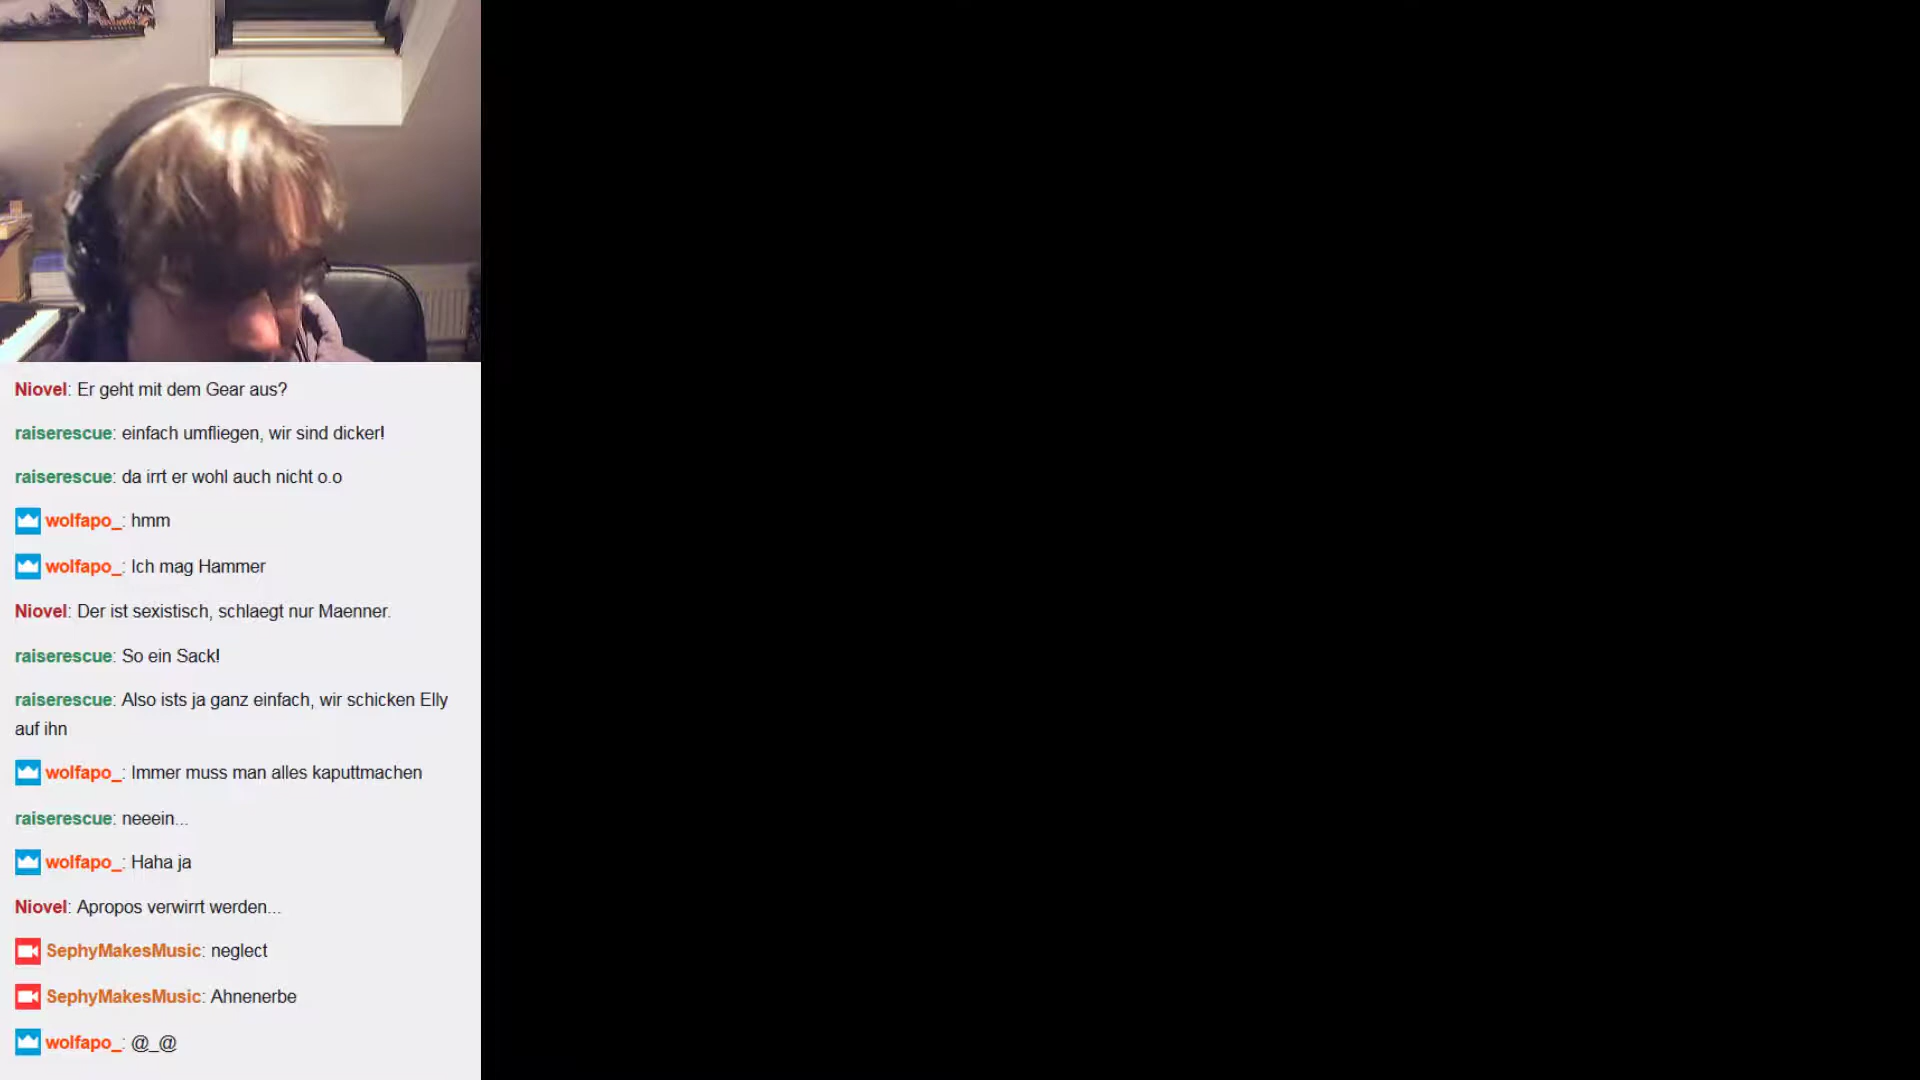 Niovel: Er geht mit dem Gear aus?
raiserescue: einfach umfliegen, wir sind dicker!
raiserescue: da irrt er wohl auch nicht o.o
wolfapo_: hmm
wolfapo_: Ich mag Hammer
Niovel: Der ist sexistisch, schlaegt nur Maenner.
raiserescue: So ein Sack!
raiserescue: Also ists ja ganz einfach, wir schicken Elly
auf ihn
wolfapo_: Immer muss man alles kaputtmachen
raiserescue: neeein...
wolfapo_: Haha ja
Niovel: Apropos verwirrt werden...
SephyMakesMusic: neglect
SephyMakesMusic: Ahnenerbe
wolfapo_: @_@